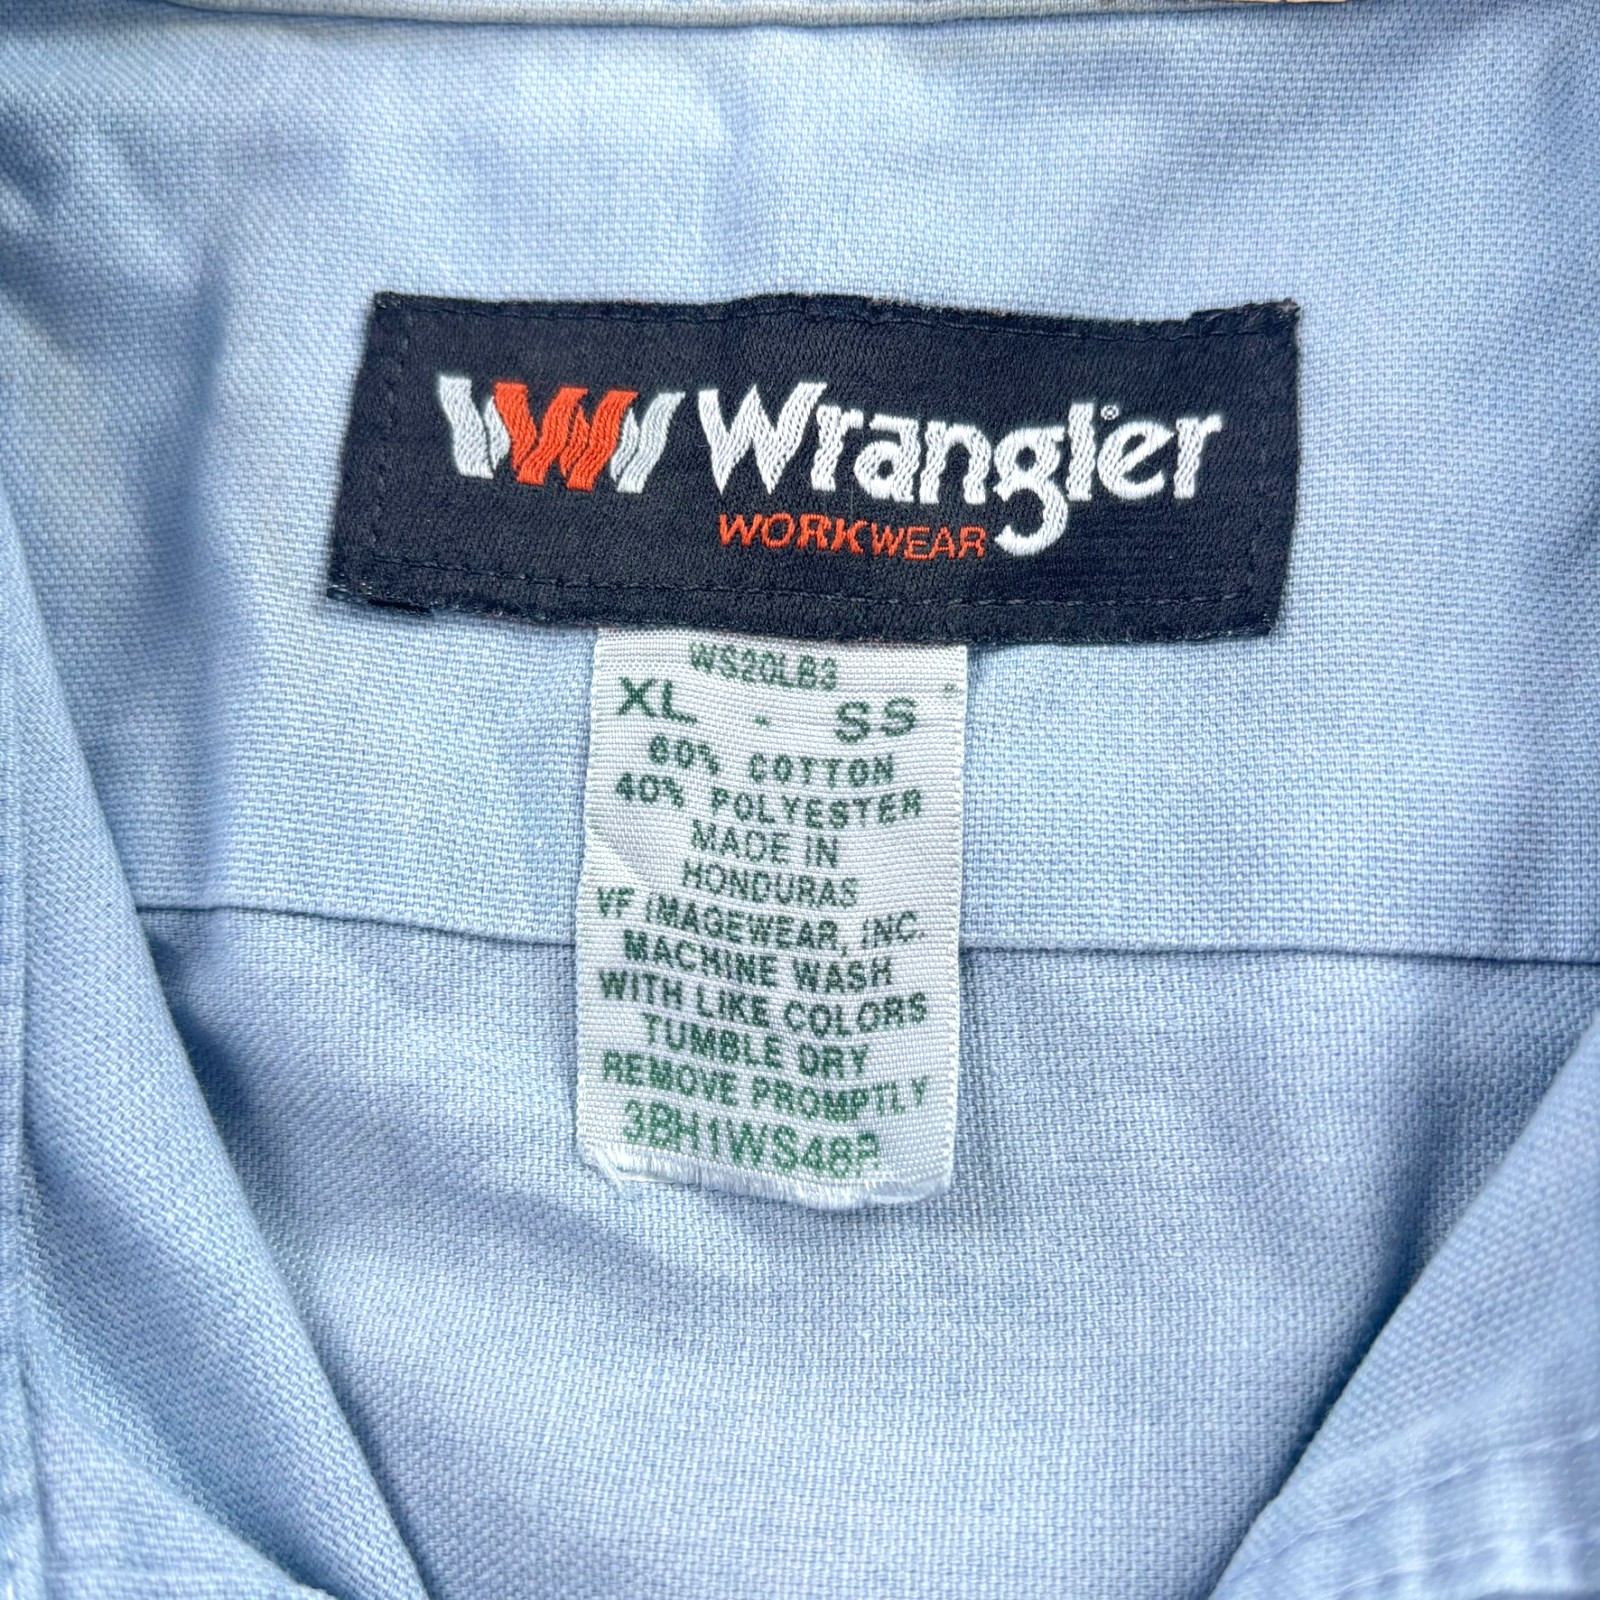 W Wrangler®
WORKWEAR
WS20LB3
XL - SS
60% COTTON
40% POLYESTER
MADE IN
HONDURAS
VF IMAGEWEAR, INC.
MACHINE WASH
WITH LIKE COLORS
TUMBLE DRY
REMOVE PROMPTLY